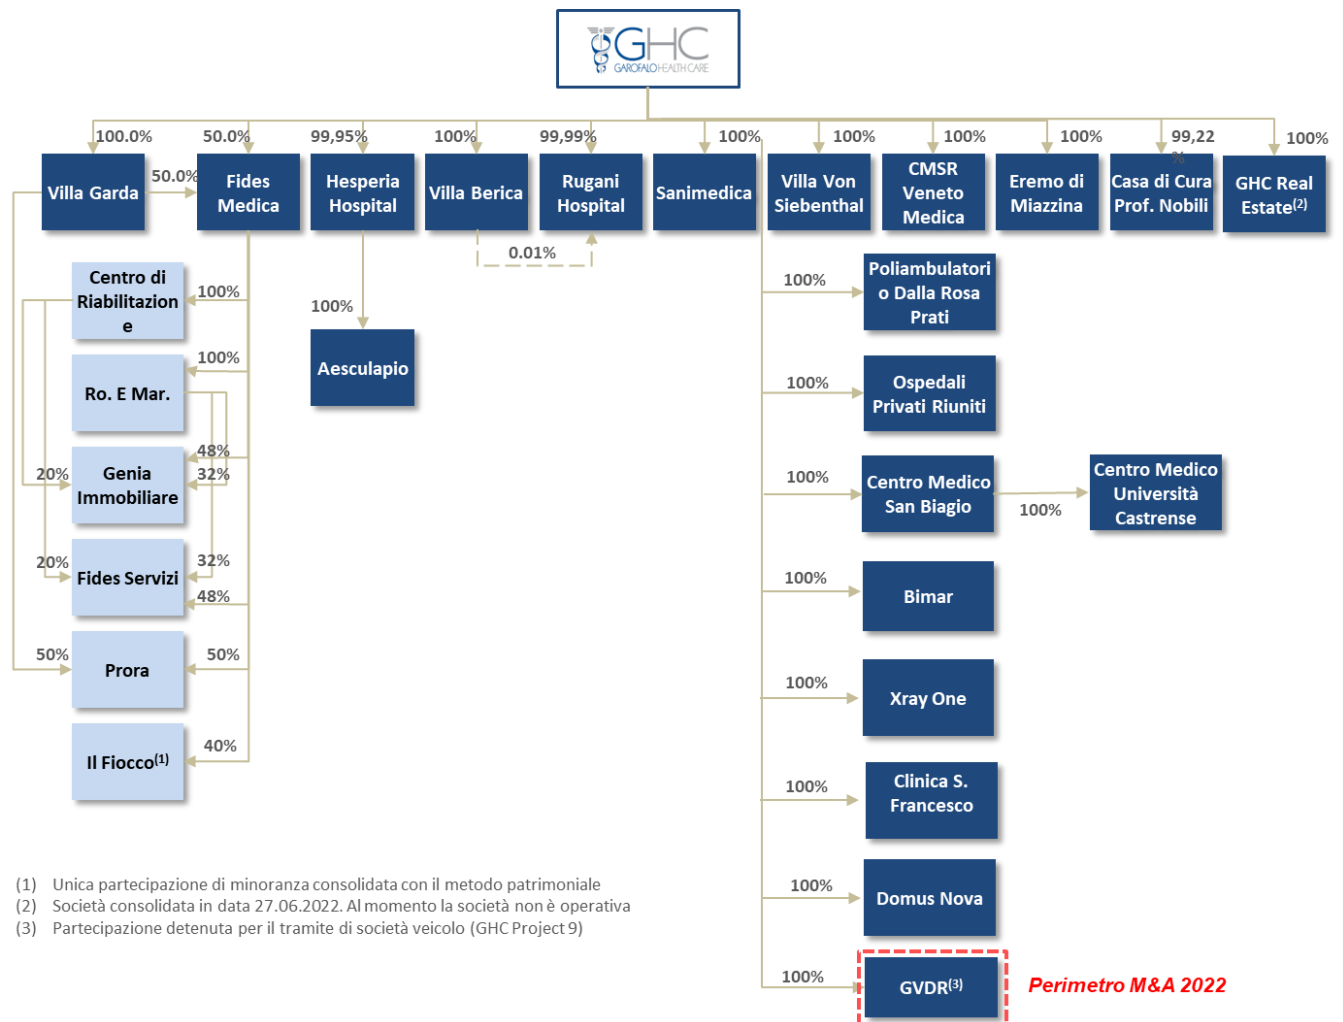 GHC
GAROFALO HEALTH CARE
100.0%
50.0%
99,95%
100%
99,99%
100%
100%
100%
100%
99,22
%
100%
Villa Garda
50.0%
Fides
Medica
Hesperia
Hospital
Villa Berica
Rugani
Hospital
Sanimedica
Villa Von
Siebenthal
CMSR
Veneto
Medica
Eremo di
Miazzina
Casa di Cura
Prof. Nobili
GHC Real
Estate(2)
0.01%
Centro di
Riabilitazion
e
100%
100%
Aesculapio
100%
Poliambulatori
o Dalla Rosa
Prati
Ro. E Mar.
100%
100%
Ospedali
Privati Riuniti
Genia
Immobiliare
20%
48%
32%
100%
Centro Medico
San Biagio
100%
Centro Medico
Università
Castrense
Fides Servizi
20%
32%
48%
100%
Bimar
Prora
50%
50%
100%
Xray One
Il Fiocco(1)
40%
100%
Clinica S.
Francesco
100%
Domus Nova
100%
GVDR(3)
Perimetro M&A 2022
(1) Unica partecipazione di minoranza consolidata con il metodo patrimoniale
(2) Società consolidata in data 27.06.2022. Al momento la società non è operativa
(3) Partecipazione detenuta per il tramite di società veicolo (GHC Project 9)